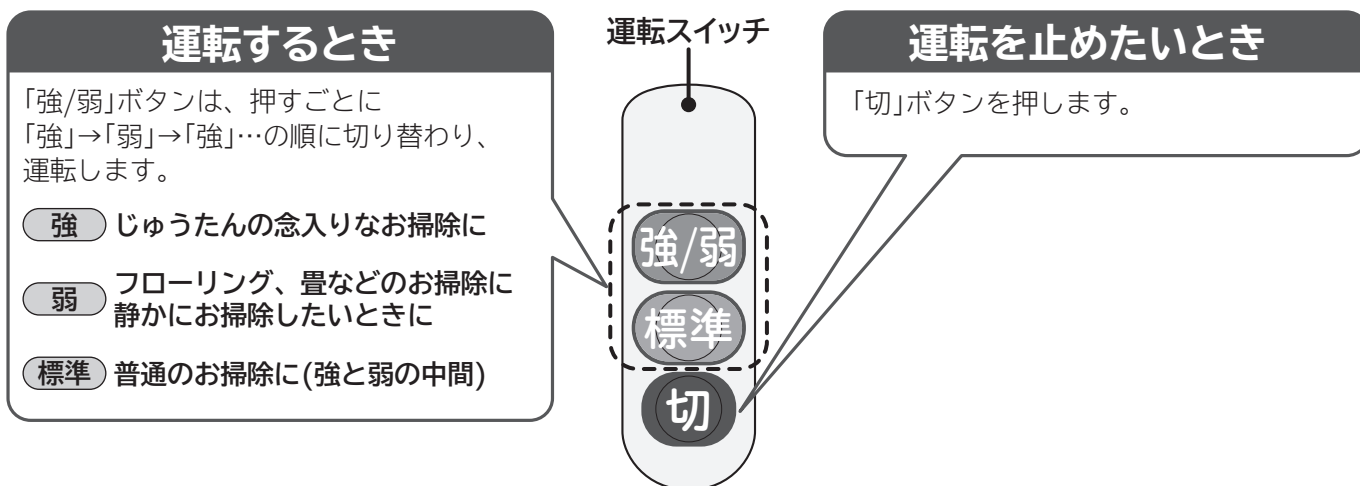 運転するとき
「強/弱」ボタンは、押すごとに
「強」→「弱」→「強」…の順に切り替わり、
運転します。
強 じゅうたんの念入りなお掃除に
弱 フローリング、畳などのお掃除に
静かにお掃除したいときに
標準 普通のお掃除に(強と弱の中間)
運転スイッチ
強/弱
標準
切
運転を止めたいとき
「切」ボタンを押します。